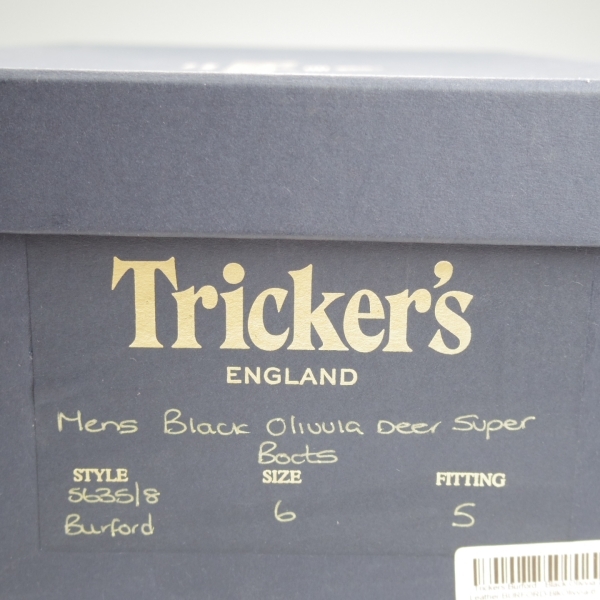 Tricker's
ENGLAND
Mens Black Olivvia Deer Super
Boots
STYLE SIZE FITTING
5635/8 6 5
Burford